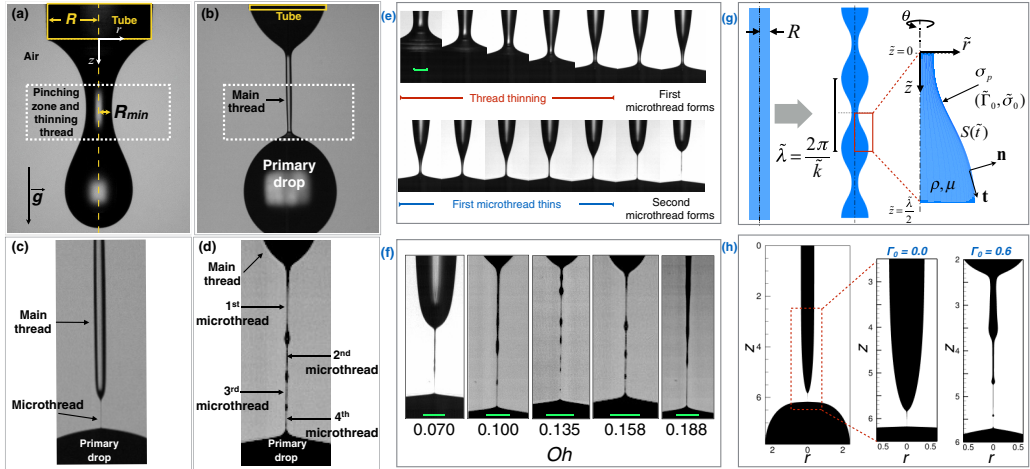 (a)
R
Tube
r
Air
z
Pinching
zone and
thinning
thread
Rmin
g
(b)
Tube
Main
thread
Primary
drop
(c)
Main
thread
Microthread
Primary
drop
(d)
Main
thread
1st
microthread
2nd
microthread
3rd
microthread
4th
microthread
Primary
drop
(e)
Thread thinning
First
microthread forms
First microthread thins
Second
microthread forms
(f)
0.070 0.100 0.135 0.158 0.188
Oh
(g)
R
λ̃ = 2π / k̃
θ
z̃=0
r̃
z̃
σp
(Γ̃0, σ̃0)
S(t̃)
n
ρ, μ
t
z̃= λ̃/2
(h)
Γ0 = 0.0
Γ0 = 0.6
0
2
4
6
z
2 0 2
r
2
3
4
5
6
z
0.5 0 0.5
r
2
3
4
5
6
z
0.5 0 0.5
r